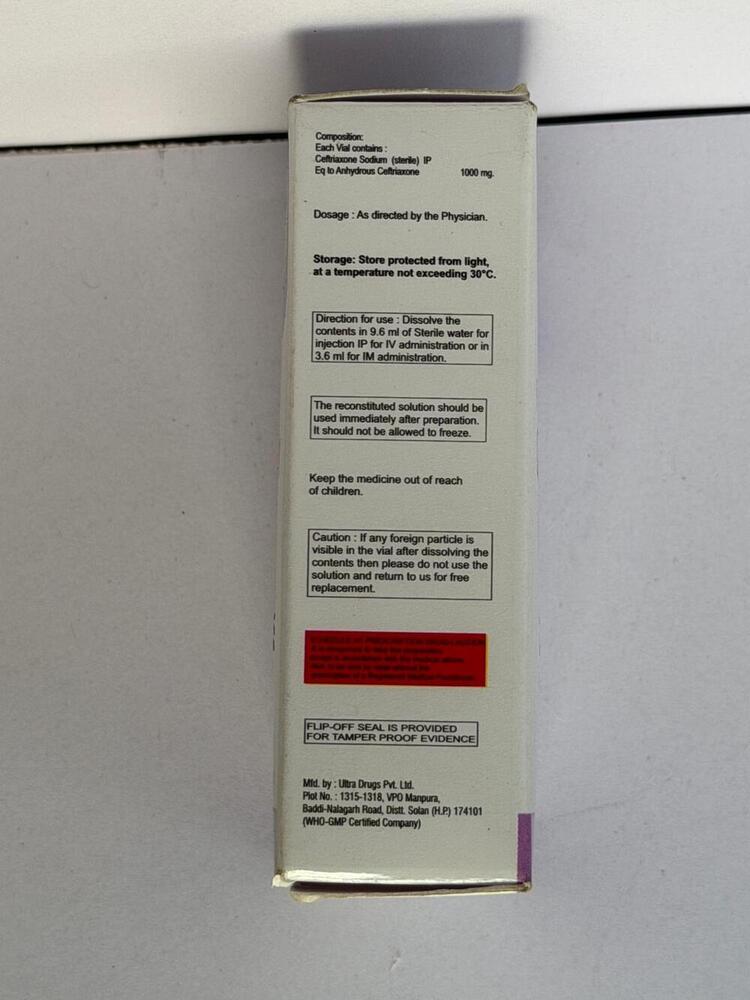 Composition:
Each Vial contains :
Ceftriaxone Sodium (sterile) IP
Eq to Anhydrous Ceftriaxone 1000 mg.
Dosage : As directed by the Physician.
Storage: Store protected from light,
at a temperature not exceeding 30°C.
Direction for use : Dissolve the
contents in 9.6 ml of Sterile water for
injection IP for IV administration or in
3.6 ml for IM administration.
The reconstituted solution should be
used immediately after preparation.
It should not be allowed to freeze.
Keep the medicine out of reach
of children.
Caution : If any foreign particle is
visible in the vial after dissolving the
contents then please do not use the
solution and return to us for free
replacement.
FLIP-OFF SEAL IS PROVIDED
FOR TAMPER PROOF EVIDENCE
Mfd. by : Ultra Drugs Pvt. Ltd.
Plot No. : 1315-1318, VPO Manpura,
Baddi-Nalagarh Road, Distt. Solan (H.P.) 174101
(WHO-GMP Certified Company)